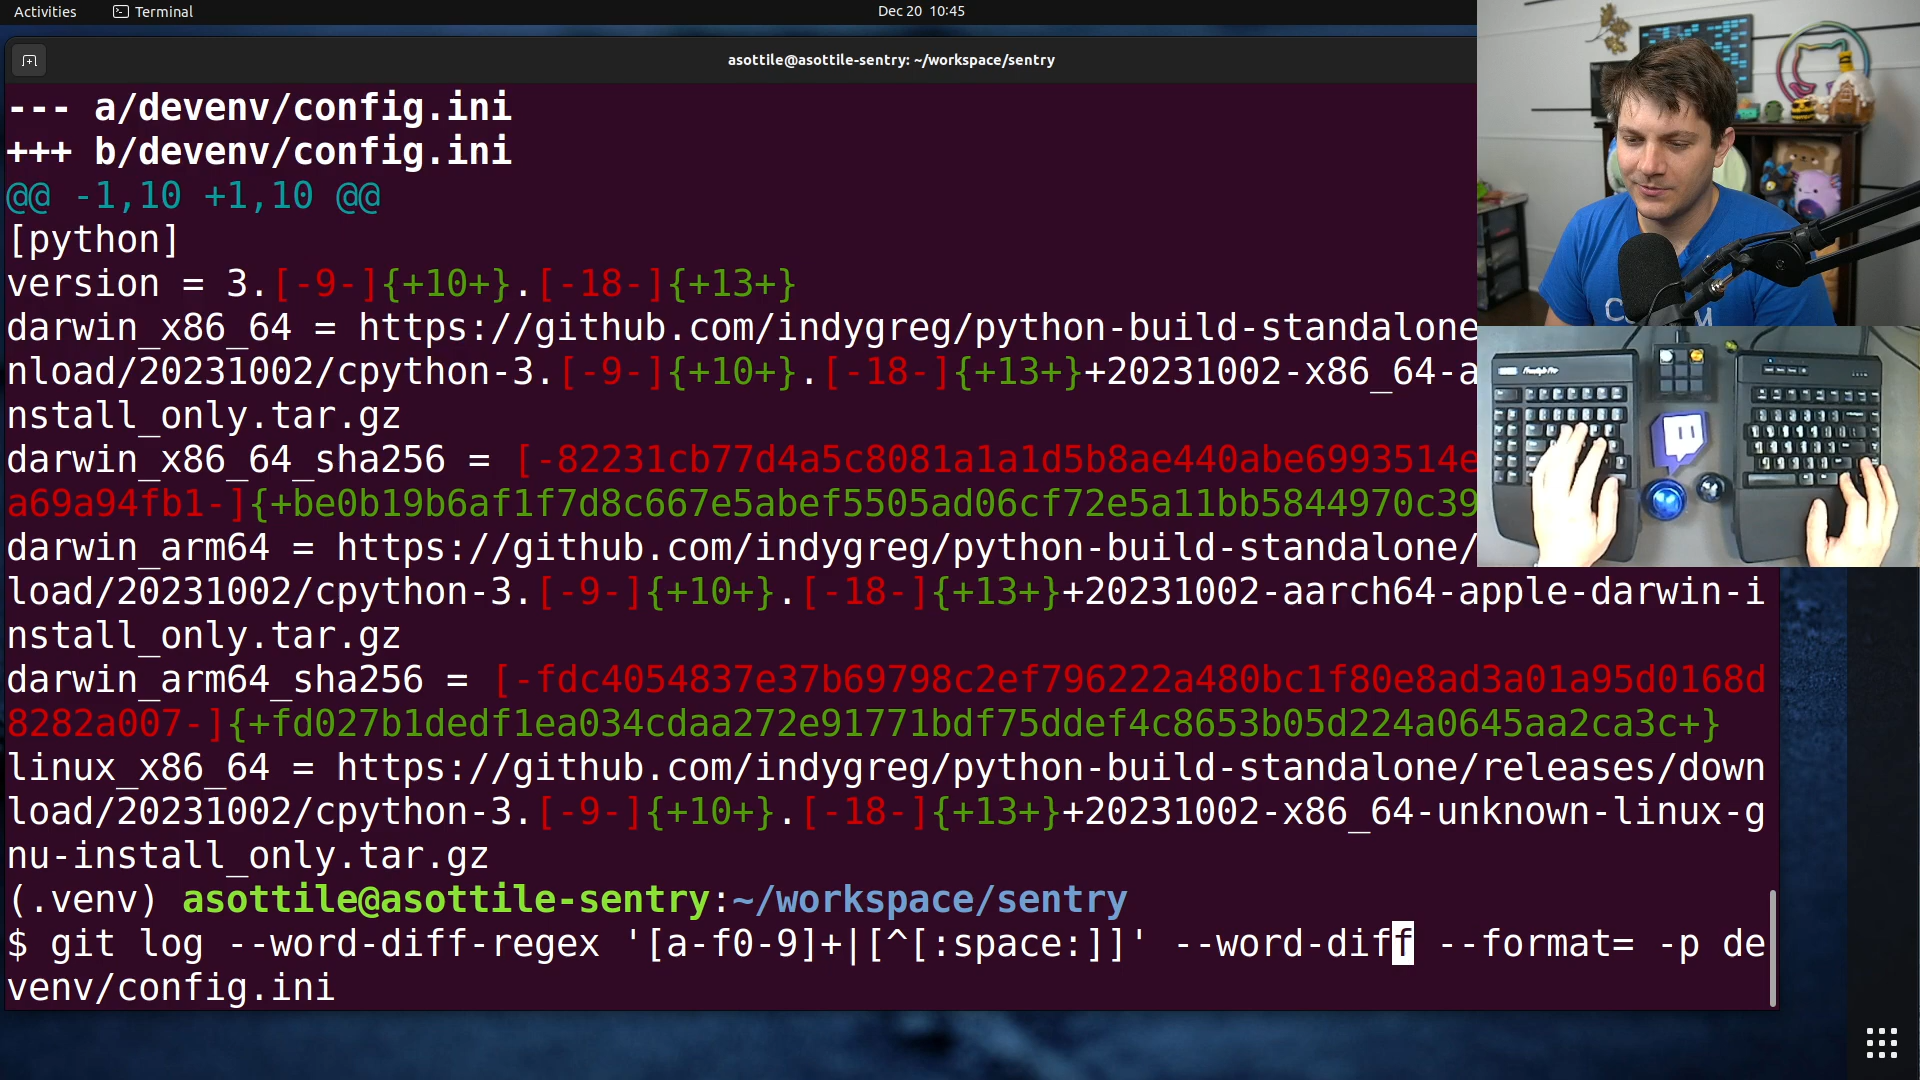 Activities
Terminal
Dec 20 10:45
asottile@asottile-sentry: ~/workspace/sentry
--- a/devenv/config.ini
+++ b/devenv/config.ini
@@ -1,10 +1,10 @@
[python]
version = 3.[-9-]{+10+}.[-18-]{+13+}
darwin_x86_64 = https://github.com/indygreg/python-build-standalone
nload/20231002/cpython-3.[-9-]{+10+}.[-18-]{+13+}+20231002-x86_64-a
nstall_only.tar.gz
darwin_x86_64_sha256 = [-82231cb77d4a5c8081a1a1d5b8ae440abe6993514e
a69a94fb1-]{+be0b19b6af1f7d8c667e5abef5505ad06cf72e5a11bb5844970c39
darwin_arm64 = https://github.com/indygreg/python-build-standalone/
load/20231002/cpython-3.[-9-]{+10+}.[-18-]{+13+}+20231002-aarch64-apple-darwin-i
nstall_only.tar.gz
darwin_arm64_sha256 = [-fdc4054837e37b69798c2ef796222a480bc1f80e8ad3a01a95d0168d
8282a007-]{+fd027b1dedf1ea034cdaa272e91771bdf75ddef4c8653b05d224a0645aa2ca3c+}
linux_x86_64 = https://github.com/indygreg/python-build-standalone/releases/down
load/20231002/cpython-3.[-9-]{+10+}.[-18-]{+13+}+20231002-x86_64-unknown-linux-g
nu-install_only.tar.gz
(.venv) asottile@asottile-sentry:~/workspace/sentry
$ git log --word-diff-regex '[a-f0-9]+|[^[:space:]]' --word-diff --format= -p de
venv/config.ini